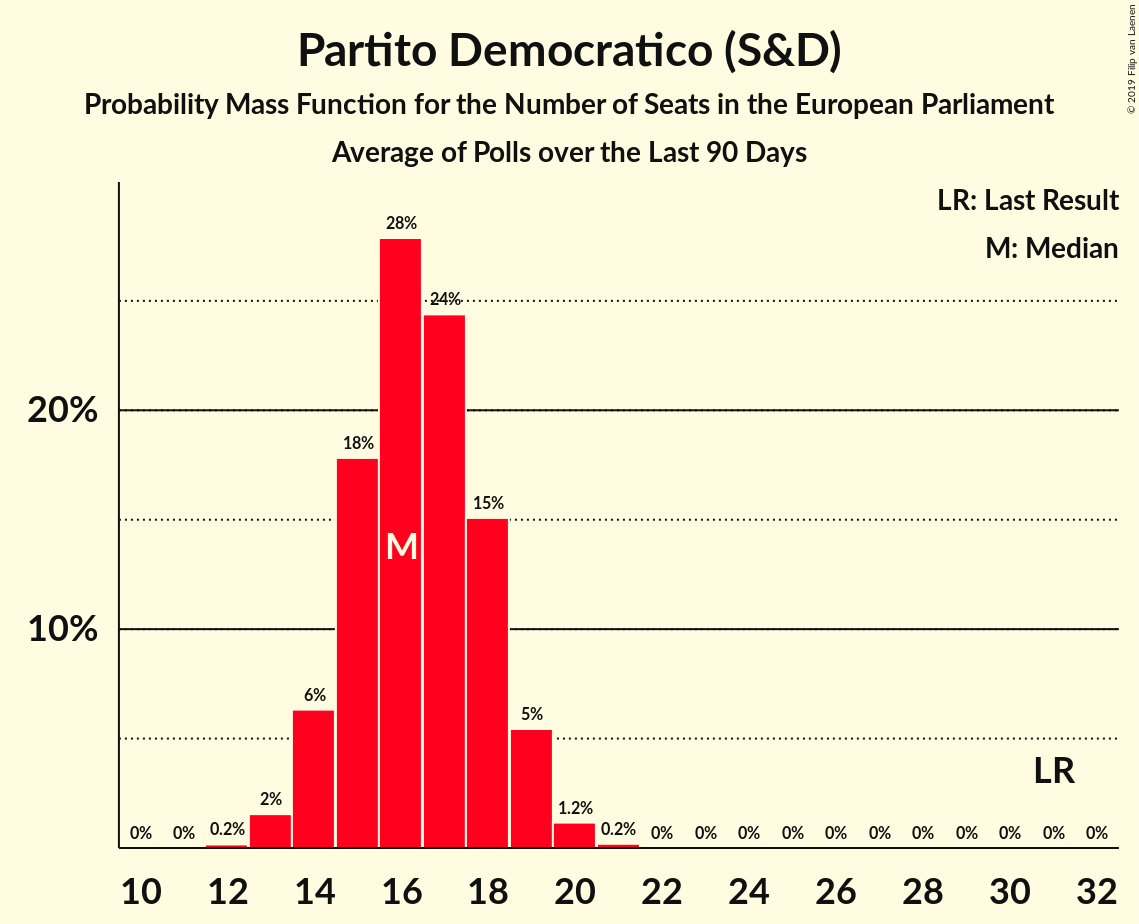 Partito Democratico (S&D)
Probability Mass Function for the Number of Seats in the European Parliament
Average of Polls over the Last 90 Days
© 2019 Filip van Laenen
LR: Last Result
M: Median
28%
24%
20%
18%
15%
M
10%
6%
5%
LR
2%
1.2%
0% 0% 0.2% 0.2% 0% 0% 0% 0% 0% 0% 0% 0% 0% 0% 0%
10 12 14 16 18 20 22 24 26 28 30 32